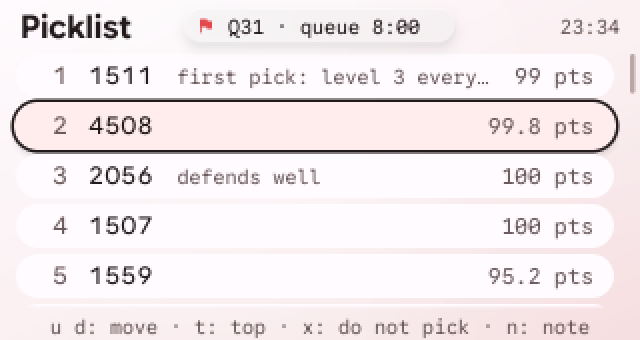 Picklist
Q31 · queue 8:00
23:34
1 1511 first pick: level 3 every… 99 pts
2 4508 99.8 pts
3 2056 defends well 100 pts
4 1507 100 pts
5 1559 95.2 pts
u d: move · t: top · x: do not pick · n: note